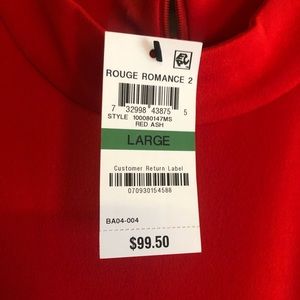 ROUGE ROMANCE 2
7 32998 43875 5
STYLE 100080147MS
RED ASH
LARGE
Customer Return Label
070930154588
BA04-004
$99.50